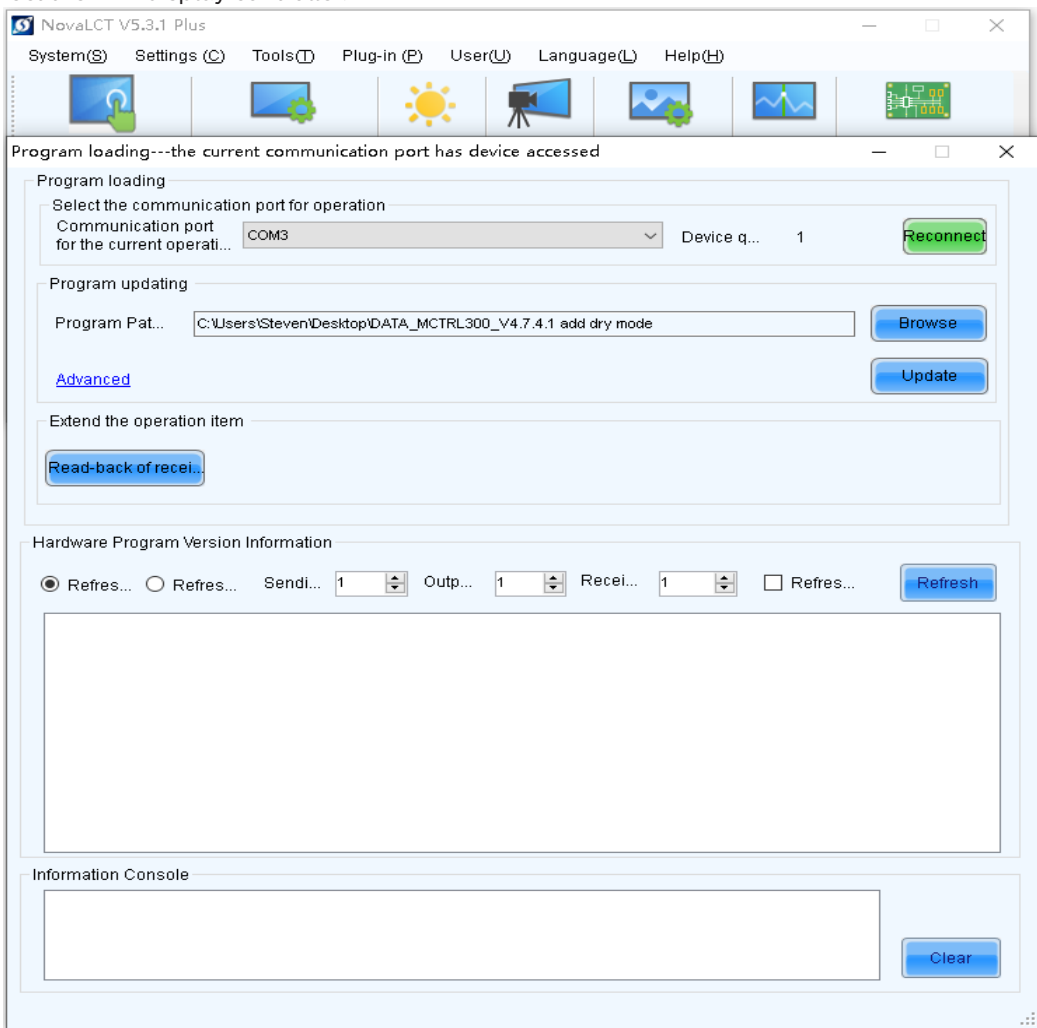 NovaLCT V5.3.1 Plus
System(S) Settings (C) Tools(T) Plug-in (P) User(U) Language(L) Help(H)
Program loading---the current communication port has device accessed
Program loading
Select the communication port for operation
Communication port
for the current operati... COM3 Device q... 1 Reconnect
Program updating
Program Pat... C:\Users\Steven\Desktop\DATA_MCTRL300_V4.7.4.1 add dry mode Browse
Advanced Update
Extend the operation item
Read-back of recei...
Hardware Program Version Information
Refres... Refres... Sendi... 1 Outp... 1 Recei... 1 Refres... Refresh
Information Console
Clear